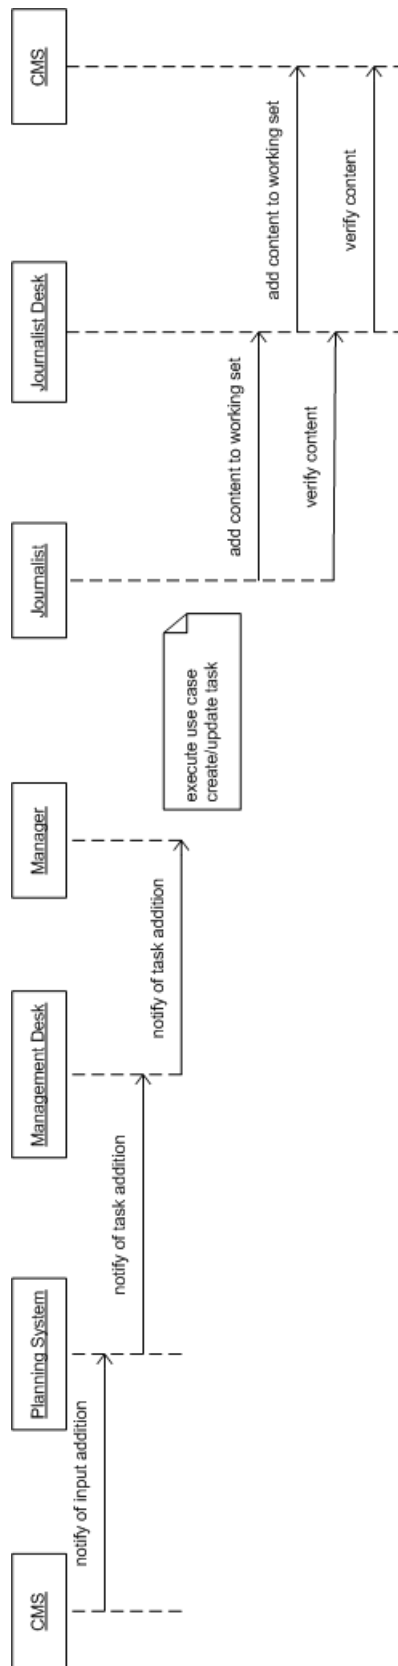 CMS
Planning System
Management Desk
Manager
Journalist
Journalist Desk
CMS
notify of input addition
notify of task addition
notify of task addition
execute use case
create/update task
add content to working set
add content to working set
verify content
verify content